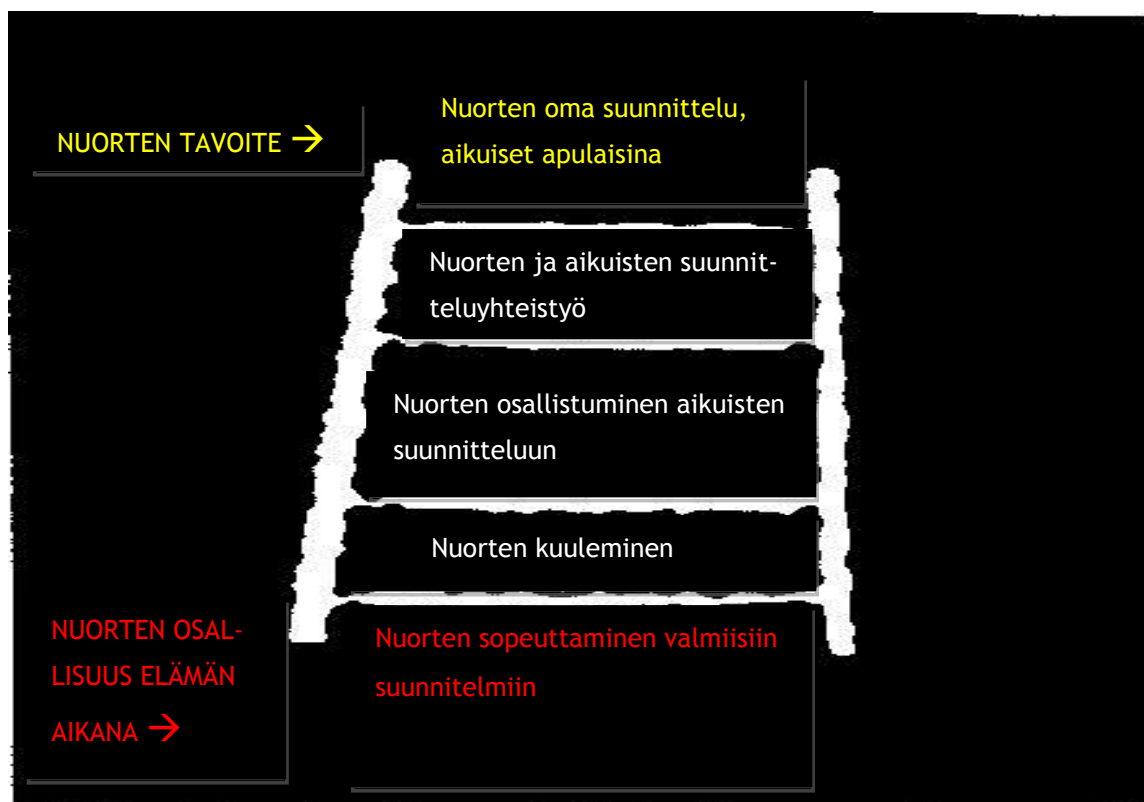 NUORTEN TAVOITE →
Nuorten oma suunnittelu,
aikuiset apulaisina
Nuorten ja aikuisten suunnit-
teluyhteistyö
Nuorten osallistuminen aikuisten
suunnitteluun
Nuorten kuuleminen
NUORTEN OSAL-
LISUUS ELÄMÄN
AIKANA →
Nuorten sopeuttaminen valmiisiin
suunnitelmiin